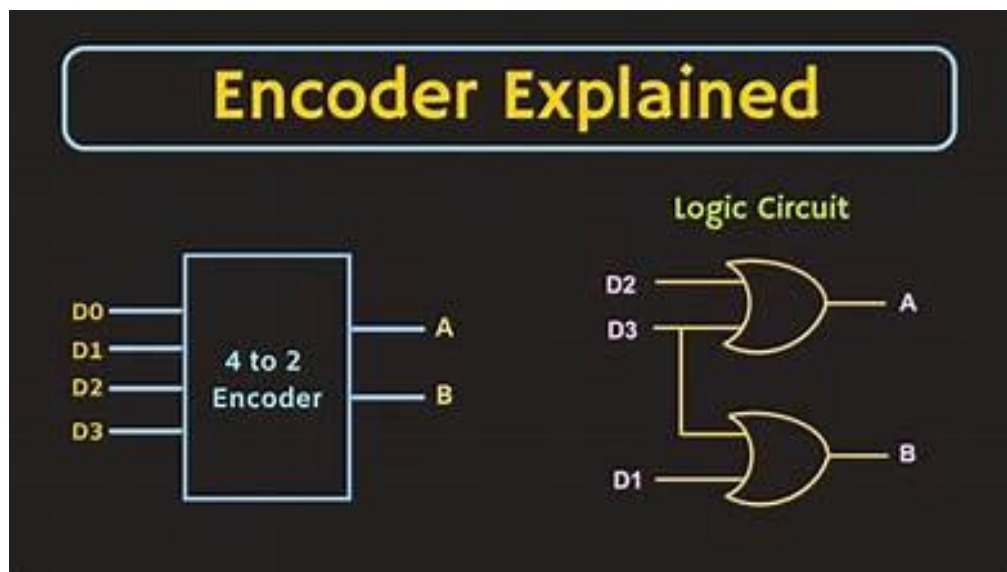 Encoder Explained
D0
D1
D2
D3
4 to 2
Encoder
A
B
Logic Circuit
D2
D3
D1
A
B